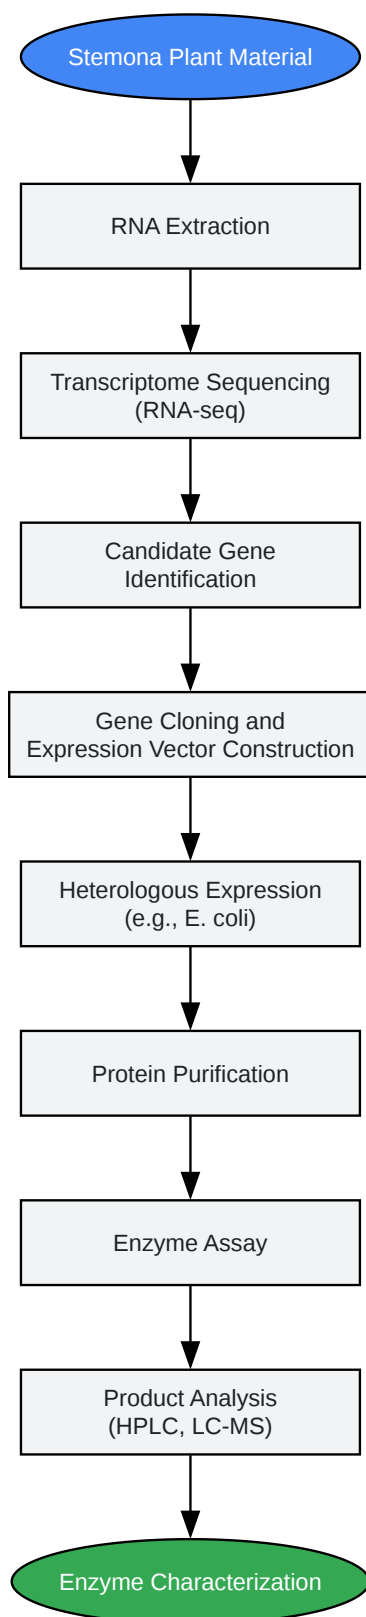 Stemona Plant Material
RNA Extraction
Transcriptome Sequencing
(RNA-seq)
Candidate Gene
Identification
Gene Cloning and
Expression Vector Construction
Heterologous Expression
(e.g., E. coli)
Protein Purification
Enzyme Assay
Product Analysis
(HPLC, LC-MS)
Enzyme Characterization